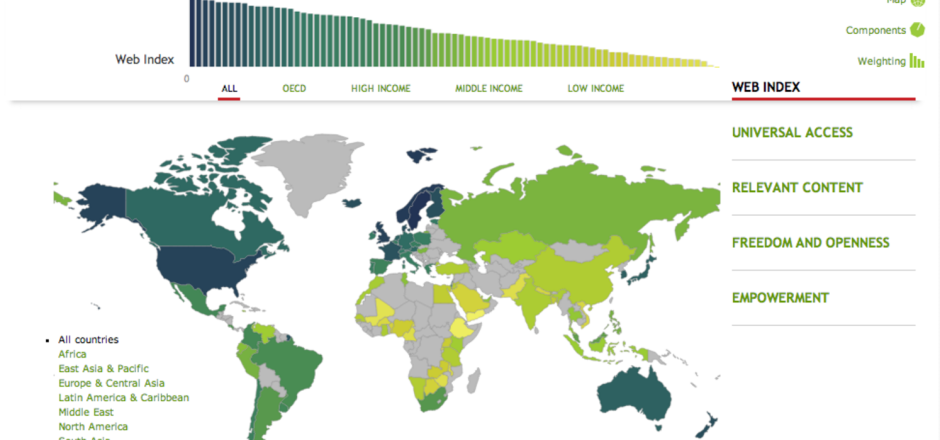 Map
Components
Web Index
Weighting
0
ALL
OECD
HIGH INCOME
MIDDLE INCOME
LOW INCOME
WEB INDEX
UNIVERSAL ACCESS
RELEVANT CONTENT
FREEDOM AND OPENNESS
EMPOWERMENT
All countries
Africa
East Asia & Pacific
Europe & Central Asia
Latin America & Caribbean
Middle East
North America
South Asia